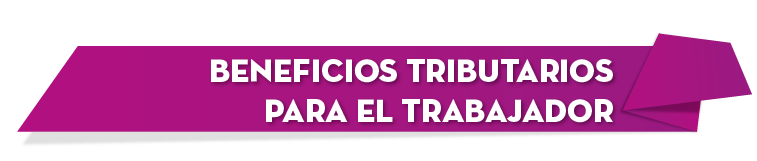 BENEFICIOS TRIBUTARIOS
PARA EL TRABAJADOR